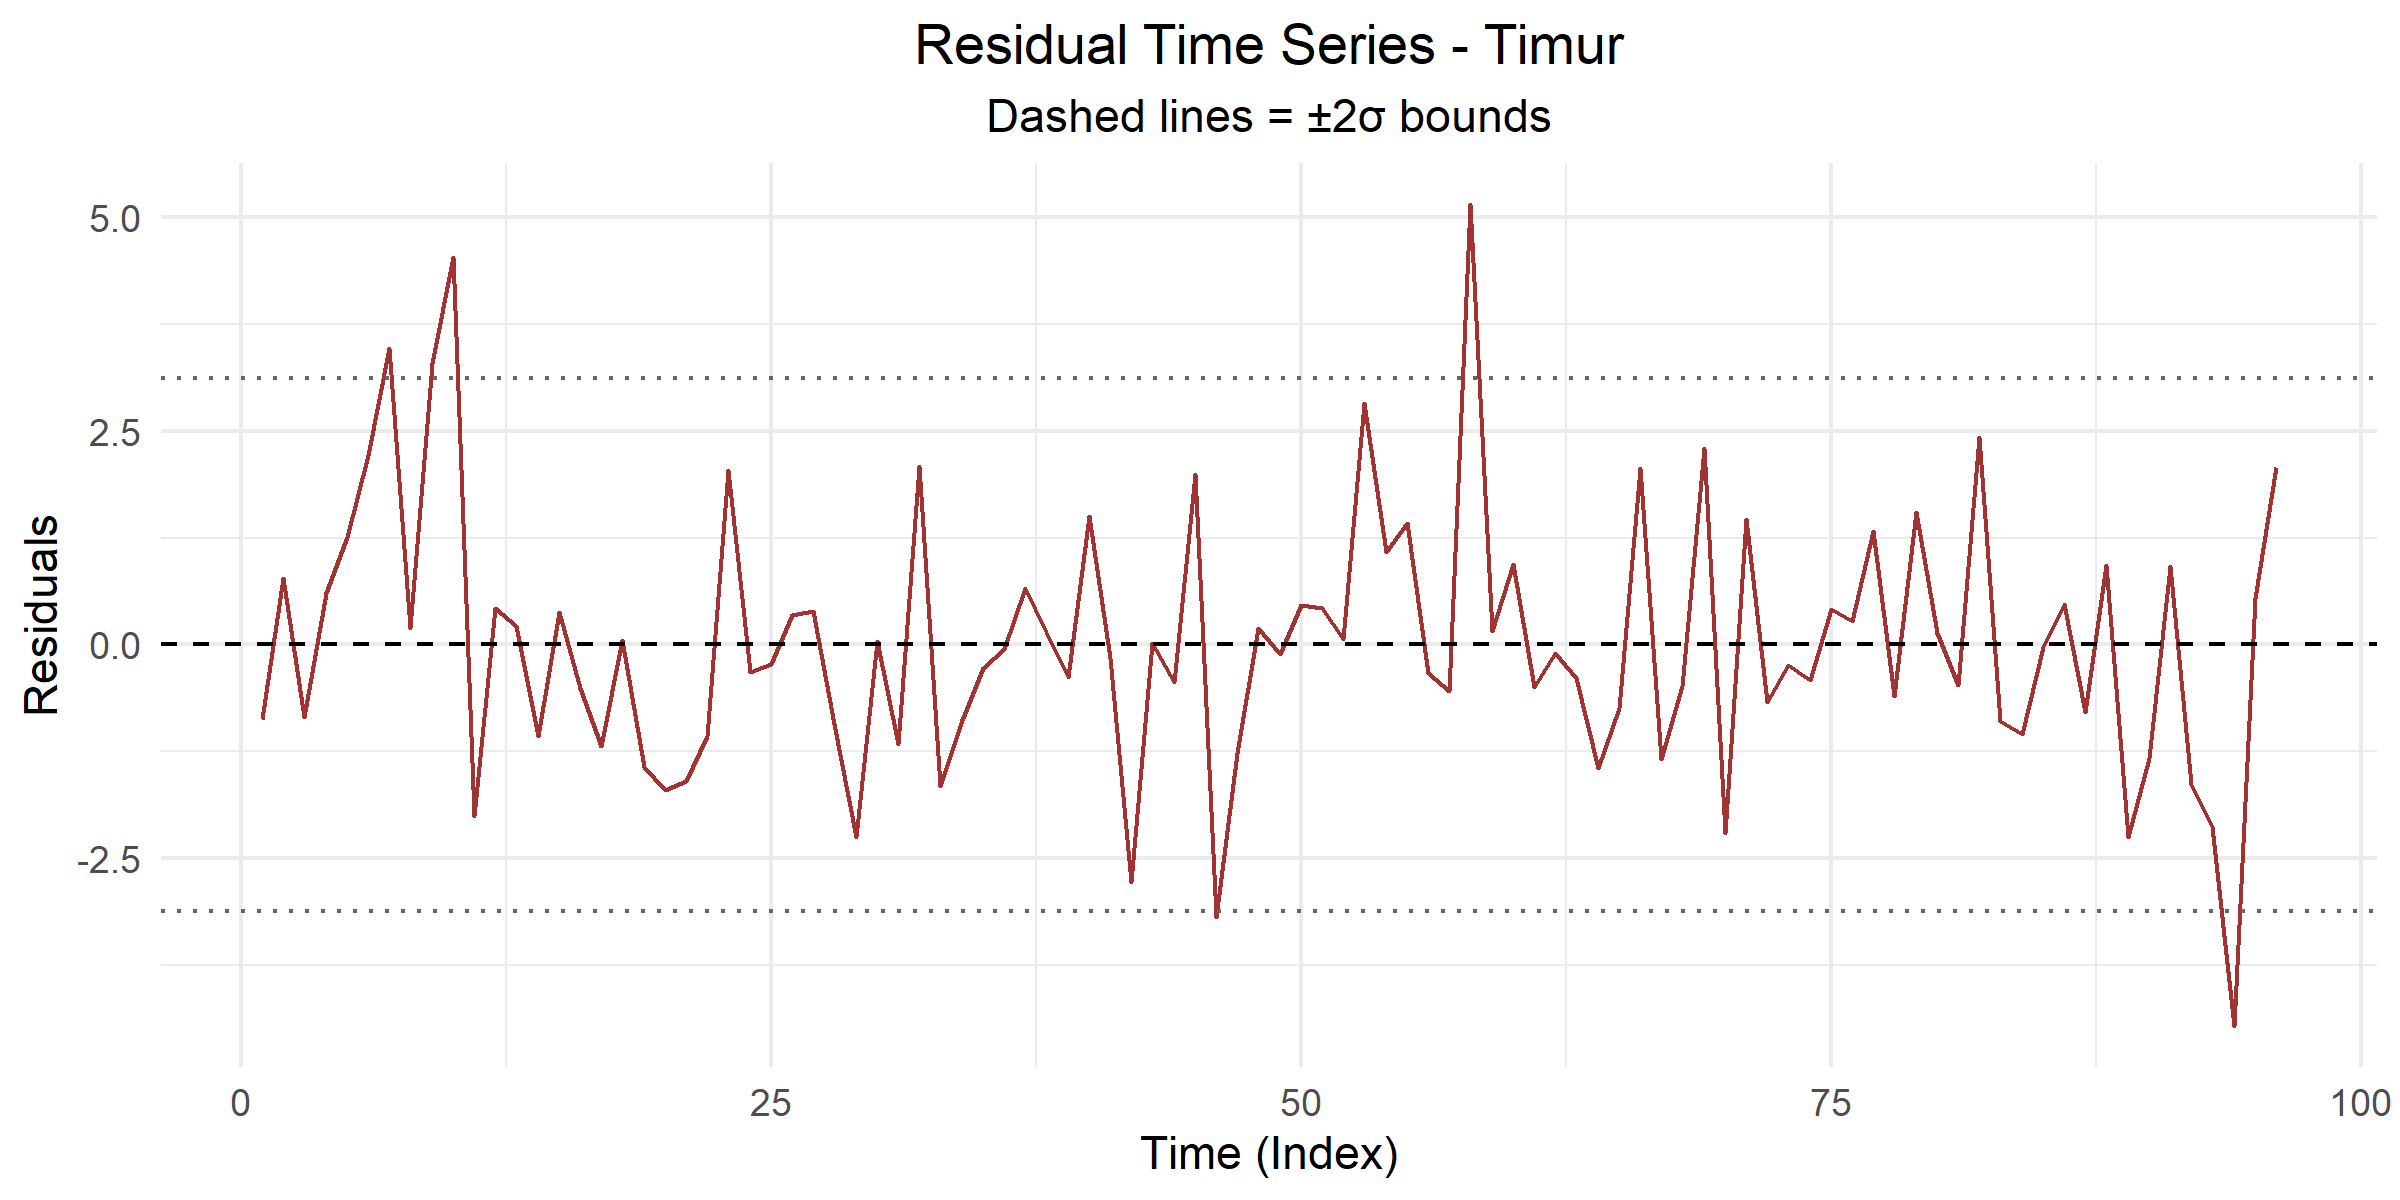 Residual Time Series - Timur
Dashed lines = ±2σ bounds
Residuals
5.0
2.5
0.0
-2.5
0
25
50
75
100
Time (Index)